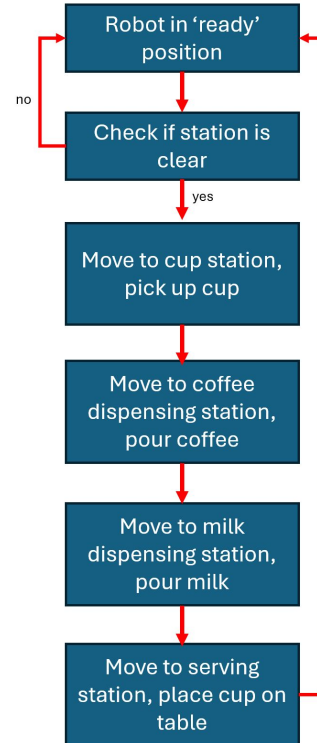 Robot in ‘ready’
position
no
Check if station is
clear
yes
Move to cup station,
pick up cup
Move to coffee
dispensing station,
pour coffee
Move to milk
dispensing station,
pour milk
Move to serving
station, place cup on
table